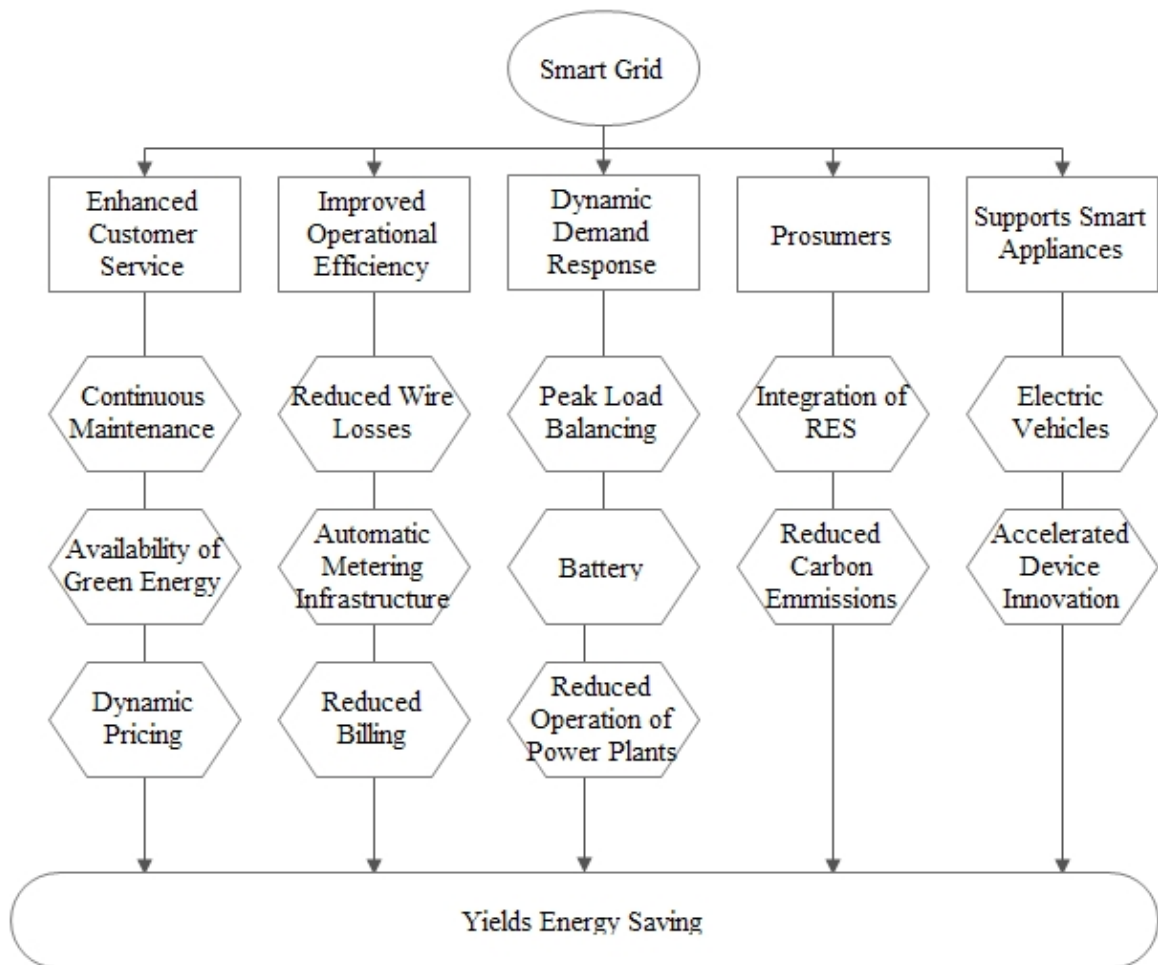 Smart Grid
Enhanced
Customer
Service
Improved
Operational
Efficiency
Dynamic
Demand
Response
Prosumers
Supports Smart
Appliances
Continuous
Maintenance
Reduced Wire
Losses
Peak Load
Balancing
Integration of
RES
Electric
Vehicles
Availability of
Green Energy
Automatic
Metering
Infrastructure
Battery
Reduced
Carbon
Emmissions
Accelerated
Device
Innovation
Dynamic
Pricing
Reduced
Billing
Reduced
Operation of
Power Plants
Yields Energy Saving